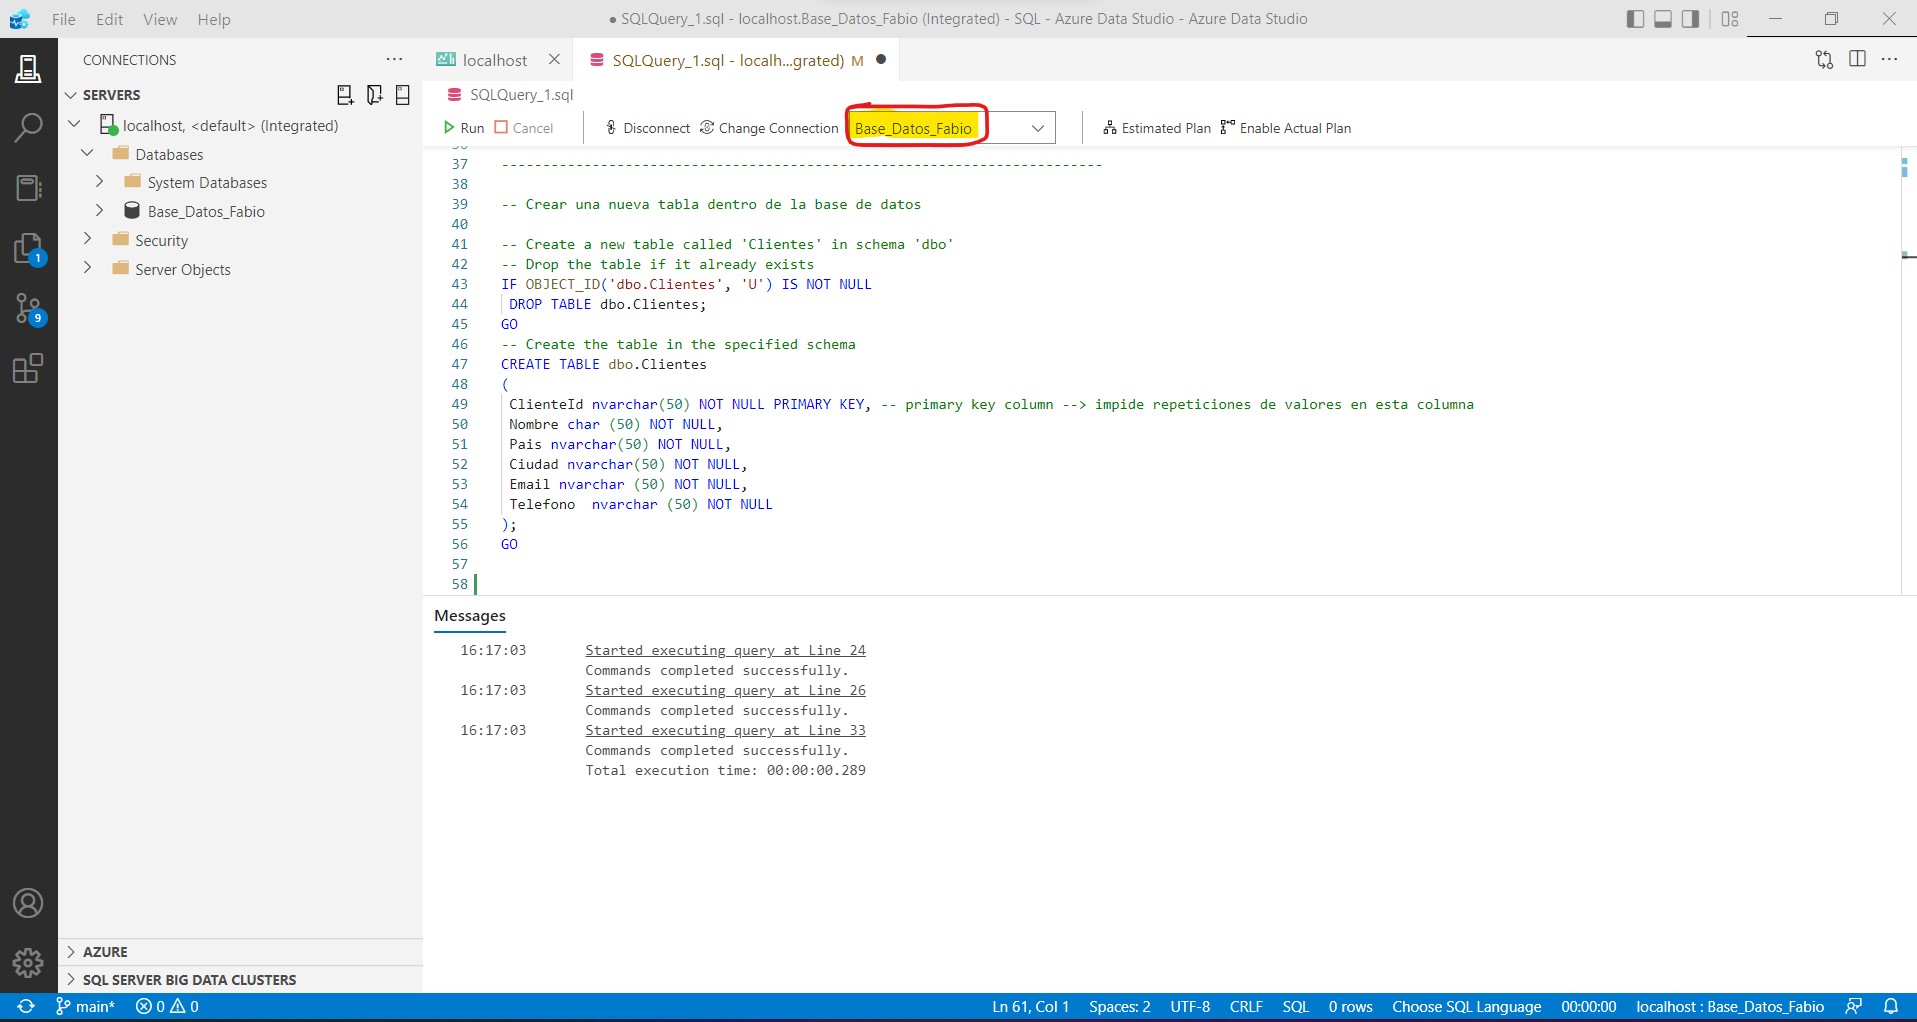 File Edit View Help
● SQLQuery_1.sql - localhost.Base_Datos_Fabio (Integrated) - SQL - Azure Data Studio - Azure Data Studio
CONNECTIONS
SERVERS
localhost, <default> (Integrated)
Databases
System Databases
Base_Datos_Fabio
Security
Server Objects
1
9
AZURE
SQL SERVER BIG DATA CLUSTERS
localhost
SQLQuery_1.sql - localh...grated) M ●
SQLQuery_1.sql
Run Cancel Disconnect Change Connection Base_Datos_Fabio Estimated Plan Enable Actual Plan
36
37 -------------------------------------------------------------------------
38
39 -- Crear una nueva tabla dentro de la base de datos
40
41 -- Create a new table called 'Clientes' in schema 'dbo'
42 -- Drop the table if it already exists
43 IF OBJECT_ID('dbo.Clientes', 'U') IS NOT NULL
44 DROP TABLE dbo.Clientes;
45 GO
46 -- Create the table in the specified schema
47 CREATE TABLE dbo.Clientes
48 (
49 ClienteId nvarchar(50) NOT NULL PRIMARY KEY, -- primary key column --> impide repeticiones de valores en esta columna
50 Nombre char (50) NOT NULL,
51 Pais nvarchar(50) NOT NULL,
52 Ciudad nvarchar(50) NOT NULL,
53 Email nvarchar (50) NOT NULL,
54 Telefono  nvarchar (50) NOT NULL
55 );
56 GO
57
58
Messages
16:17:03 Started executing query at Line 24
Commands completed successfully.
16:17:03 Started executing query at Line 26
Commands completed successfully.
16:17:03 Started executing query at Line 33
Commands completed successfully.
Total execution time: 00:00:00.289
main* 0 0 Ln 61, Col 1 Spaces: 2 UTF-8 CRLF SQL 0 rows Choose SQL Language 00:00:00 localhost : Base_Datos_Fabio